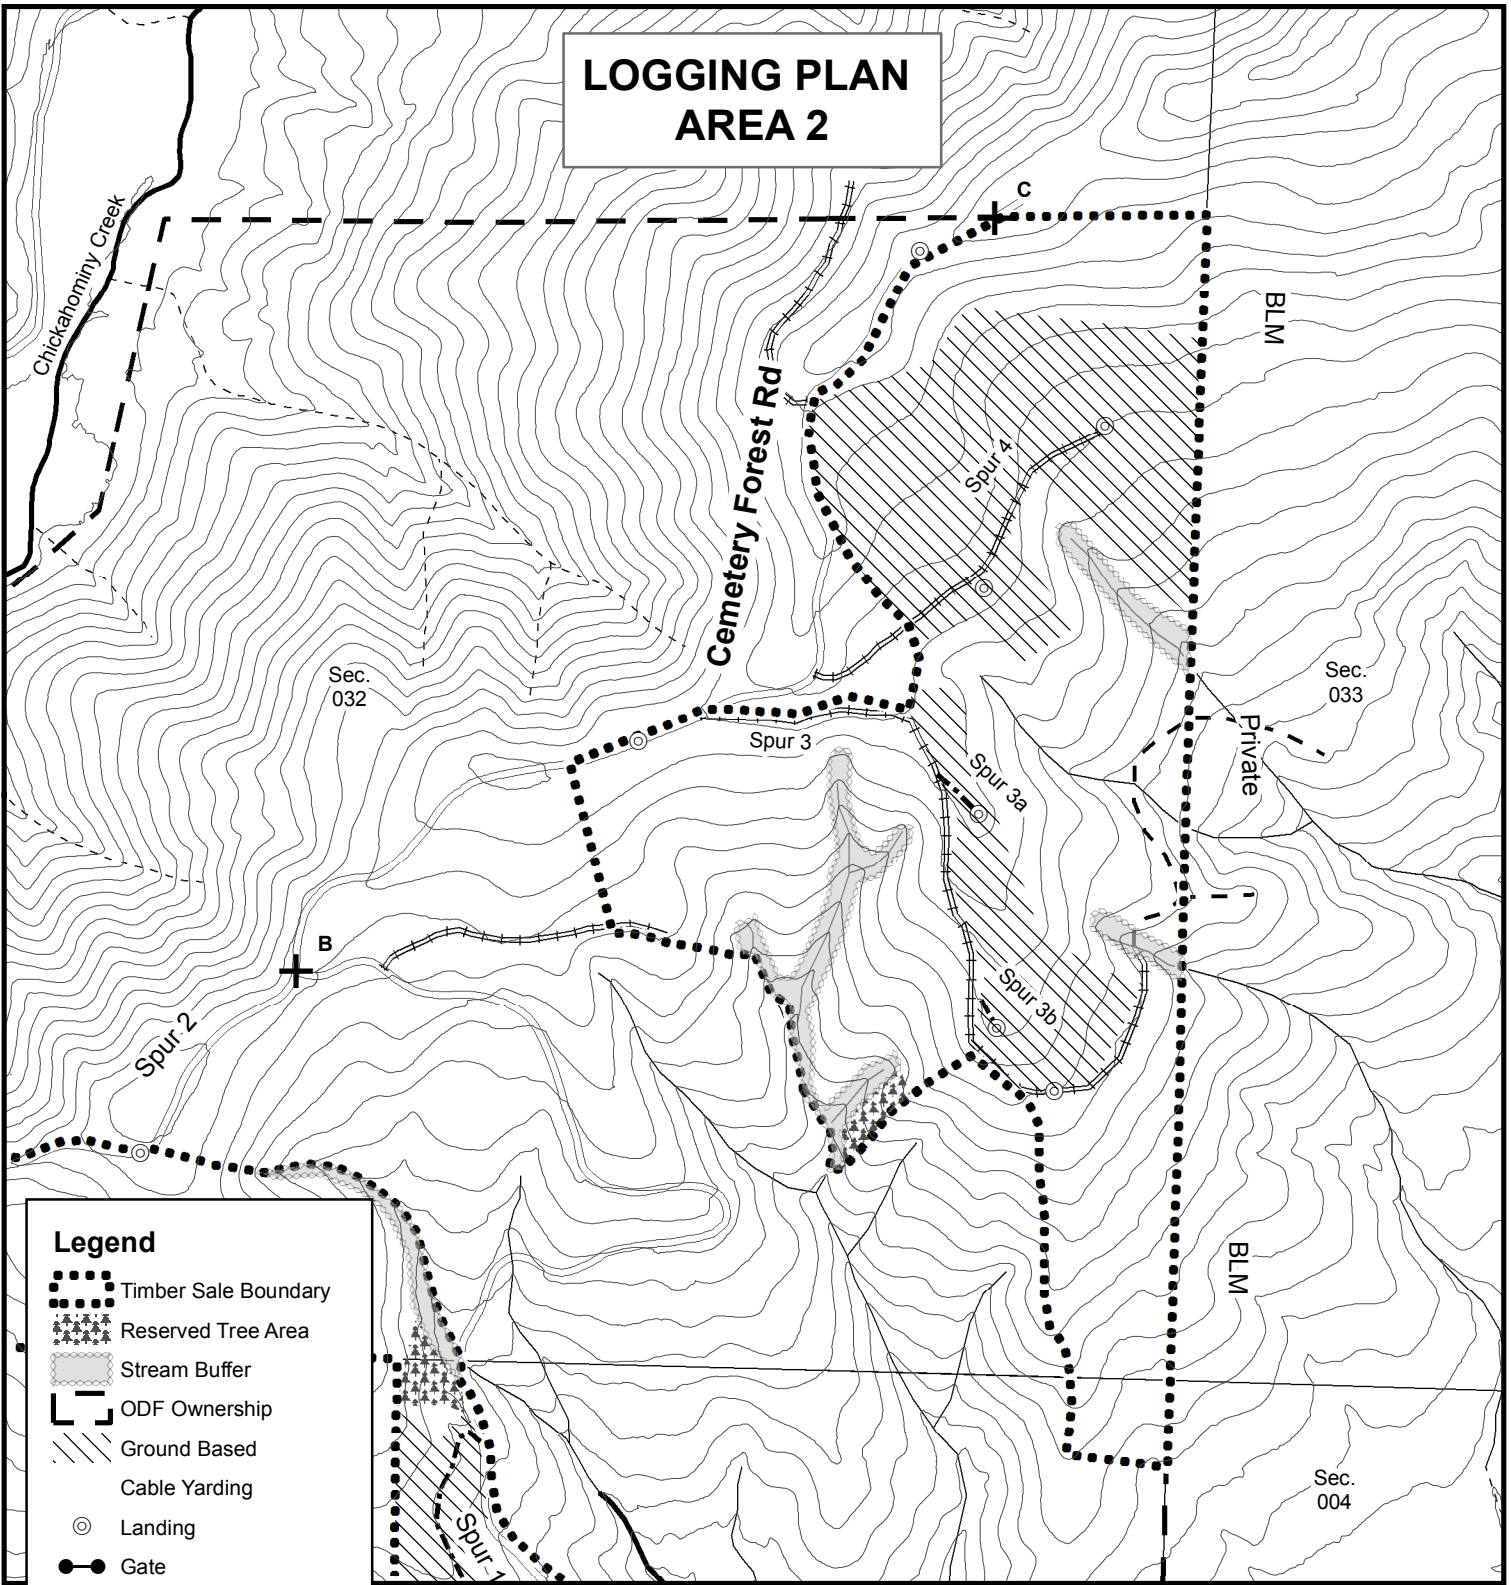 LOGGING PLAN
AREA 2
C
Chickahominy Creek
BLM
Cemetery Forest Rd
Spur 4
Sec.
032
Sec.
033
Spur 3
Private
Spur 3a
B
Spur 3b
Spur 2
BLM
Legend
Timber Sale Boundary
Reserved Tree Area
Stream Buffer
ODF Ownership
Ground Based
Cable Yarding
Landing
Gate
Spur 1
Sec.
004